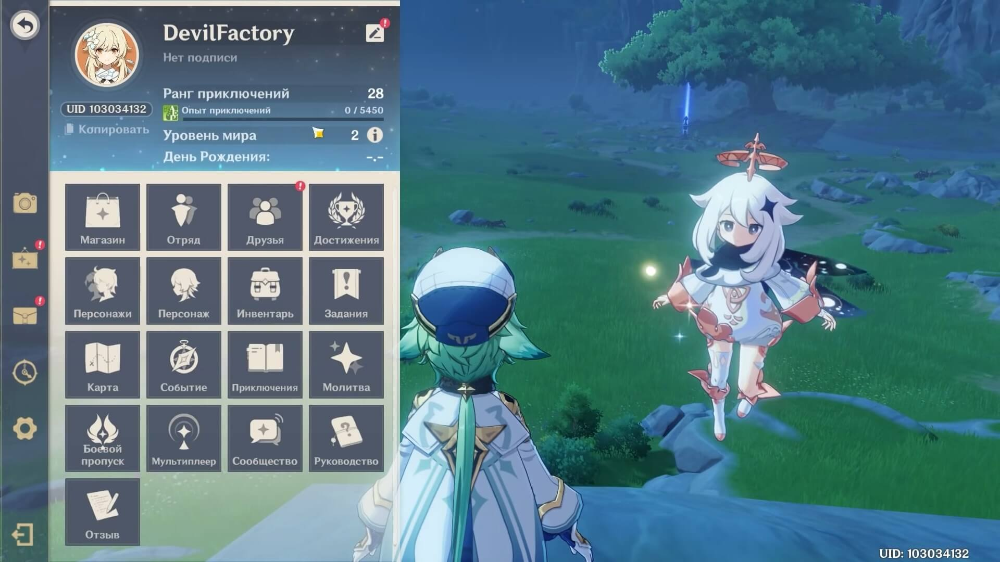 DevilFactory
Нет подписи
Ранг приключений 28
UID 103034132
Опыт приключений 0 / 5450
Копировать
Уровень мира 2
День Рождения: -.-
Магазин
Отряд
Друзья
Достижения
Персонажи
Персонаж
Инвентарь
Задания
Карта
Событие
Приключения
Молитва
Боевой
пропуск
Мультиплеер
Сообщество
Руководство
Отзыв
UID: 103034132